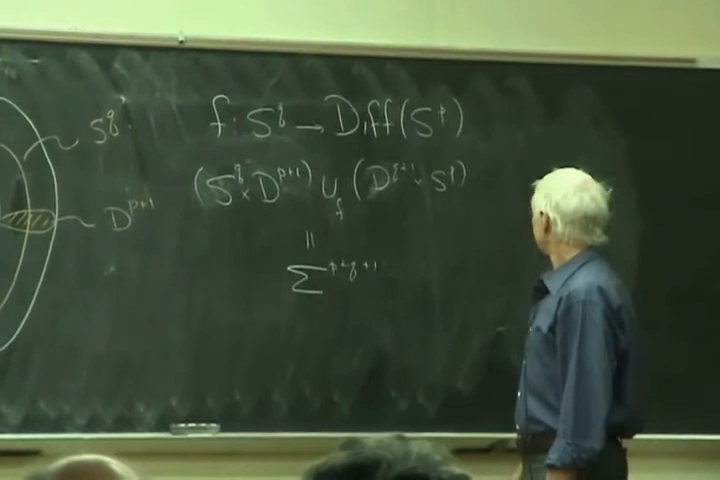 f: S^q → Diff(S^p)
S^q
(S^q × D^{p+1}) ∪_f (D^{q+1} × S^p)
D^{p+1}
=
Σ^{p+q+1}